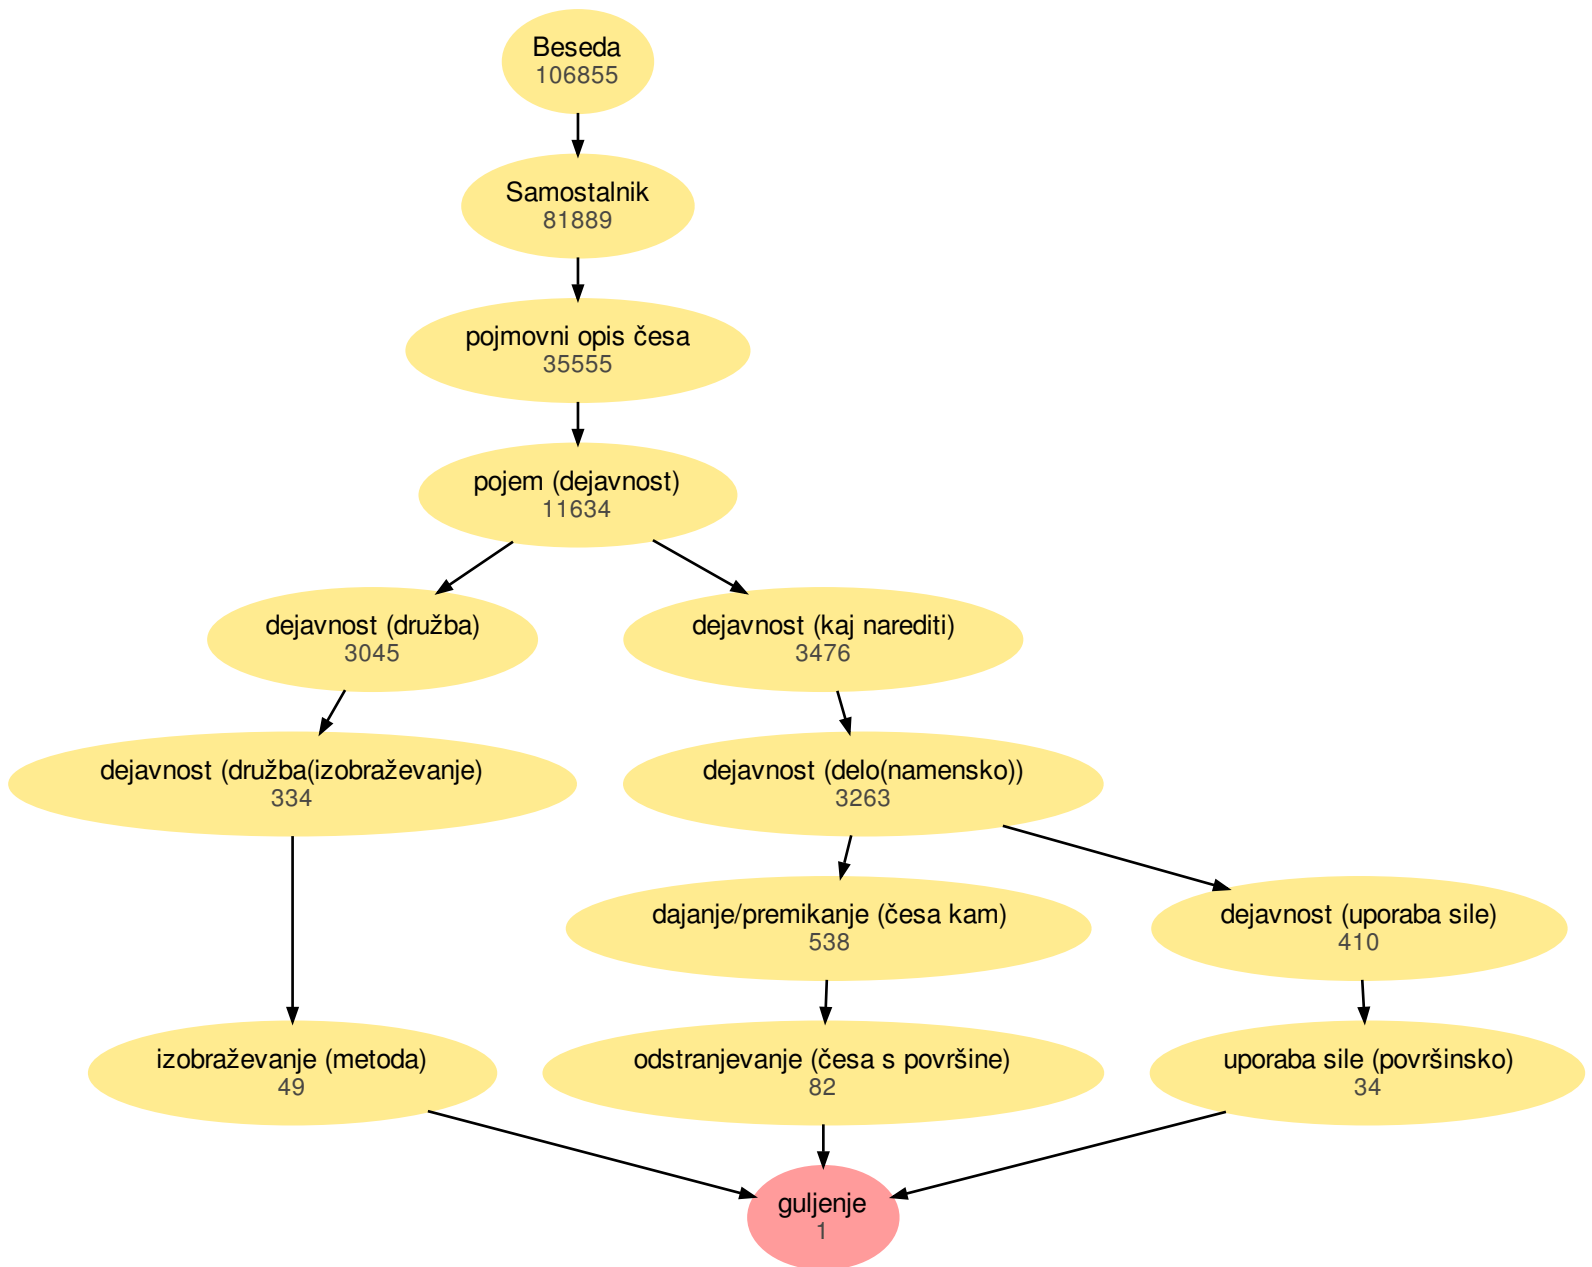 Beseda
106855
Samostalnik
81889
pojmovni opis česa
35555
pojem (dejavnost)
11634
dejavnost (družba)
3045
dejavnost (kaj narediti)
3476
dejavnost (družba(izobraževanje)
334
dejavnost (delo(namensko))
3263
dajanje/premikanje (česa kam)
538
dejavnost (uporaba sile)
410
izobraževanje (metoda)
49
odstranjevanje (česa s površine)
82
uporaba sile (površinsko)
34
guljenje
1